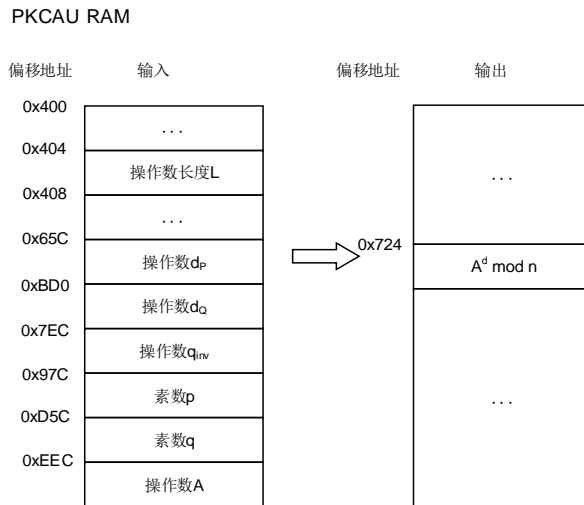 PKCAU RAM
偏移地址 输入 偏移地址 输出
0x400
...
0x404
操作数长度L
0x408
...
0x65C
操作数dP
0xBD0
操作数dQ
0x7EC
操作数qinv
0x97C
素数p
0xD5C
素数q
0xEEC
操作数A
...
0x724
Ad mod n
...